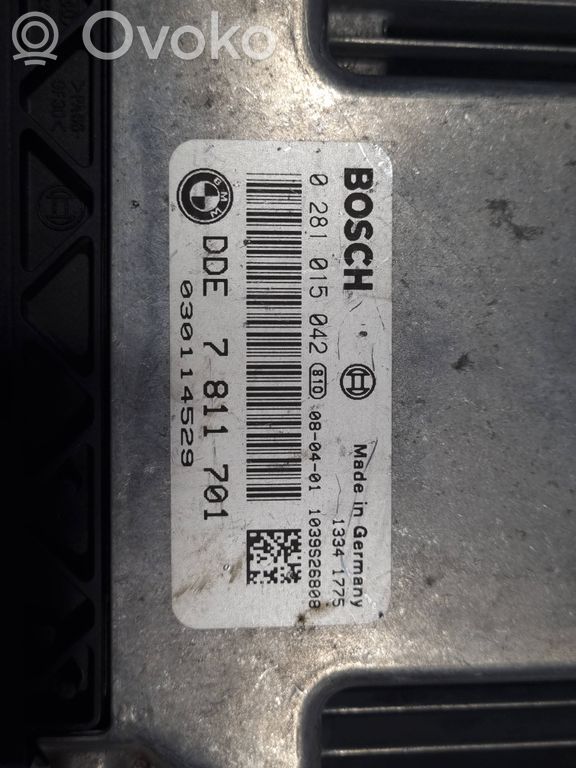 Ovoko
BOSCH
0 281 015 042 810 08-04-01 1039S26808
Made in Germany
1334 1775
BMW
DDE 7 811 701
030114529